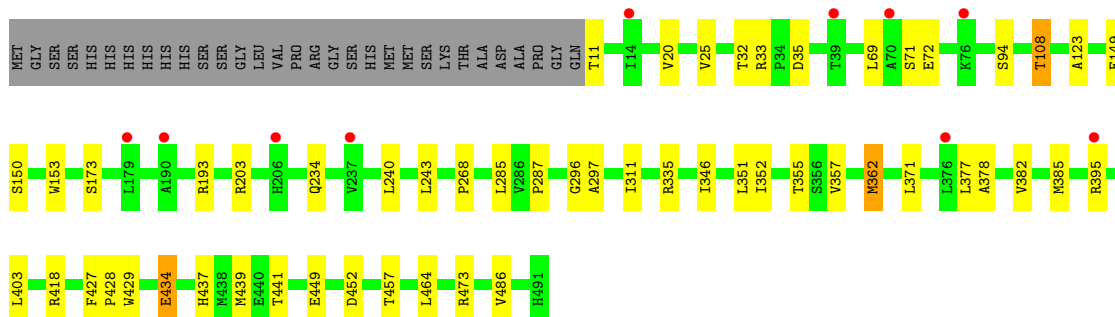 MET GLY SER SER HIS HIS HIS HIS HIS HIS SER SER GLY LEU VAL PRO ARG GLY SER HIS MET MET SER LYS THR ALA ASP ALA PRO GLY GLN T11 I14 V20 V25 T32 R33 P34 D35 T39 L69 A70 S71 E72 K76 S94 T108 A123
S150 W153 S173 L179 A190 R193 R203 H206 Q234 V237 L240 L243 P268 L285 V286 P287 G296 A297 I311 R335 I346 L351 I352 T355 S356 V357 M362 L371 L376 L377 A378 V382 M385 R395
L403 R418 F427 P428 W429 E434 H437 M438 M439 E440 T441 E449 D452 T457 L464 R473 V486 H491